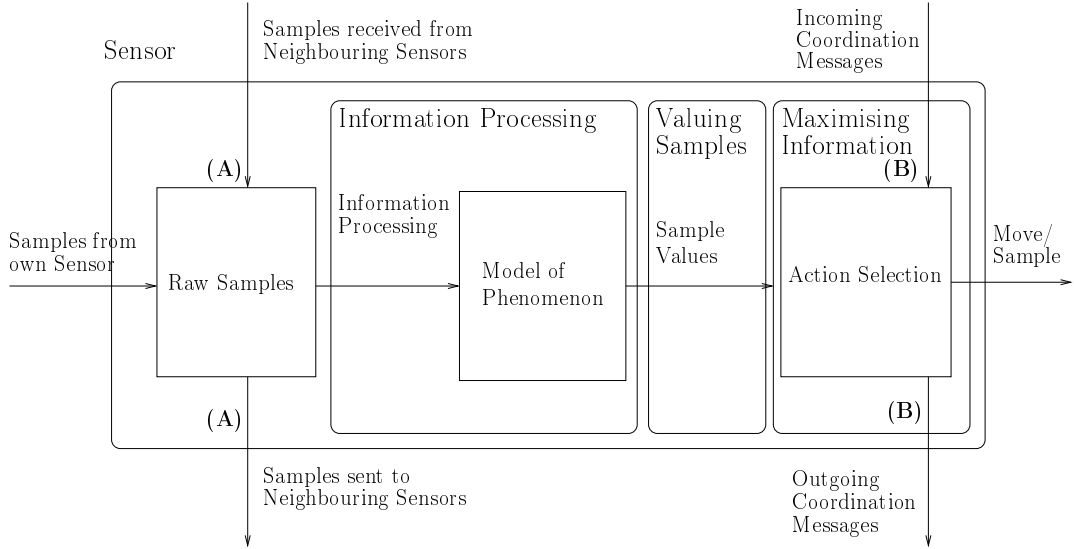 Samples received from
Neighbouring Sensors
Incoming
Coordination
Messages
Sensor
Information Processing
Valuing
Samples
Maximising
Information
(A)
(B)
Information
Processing
Samples from
own Sensor
Raw Samples
Model of
Phenomenon
Sample
Values
Action Selection
Move/
Sample
(A)
(B)
Samples sent to
Neighbouring Sensors
Outgoing
Coordination
Messages